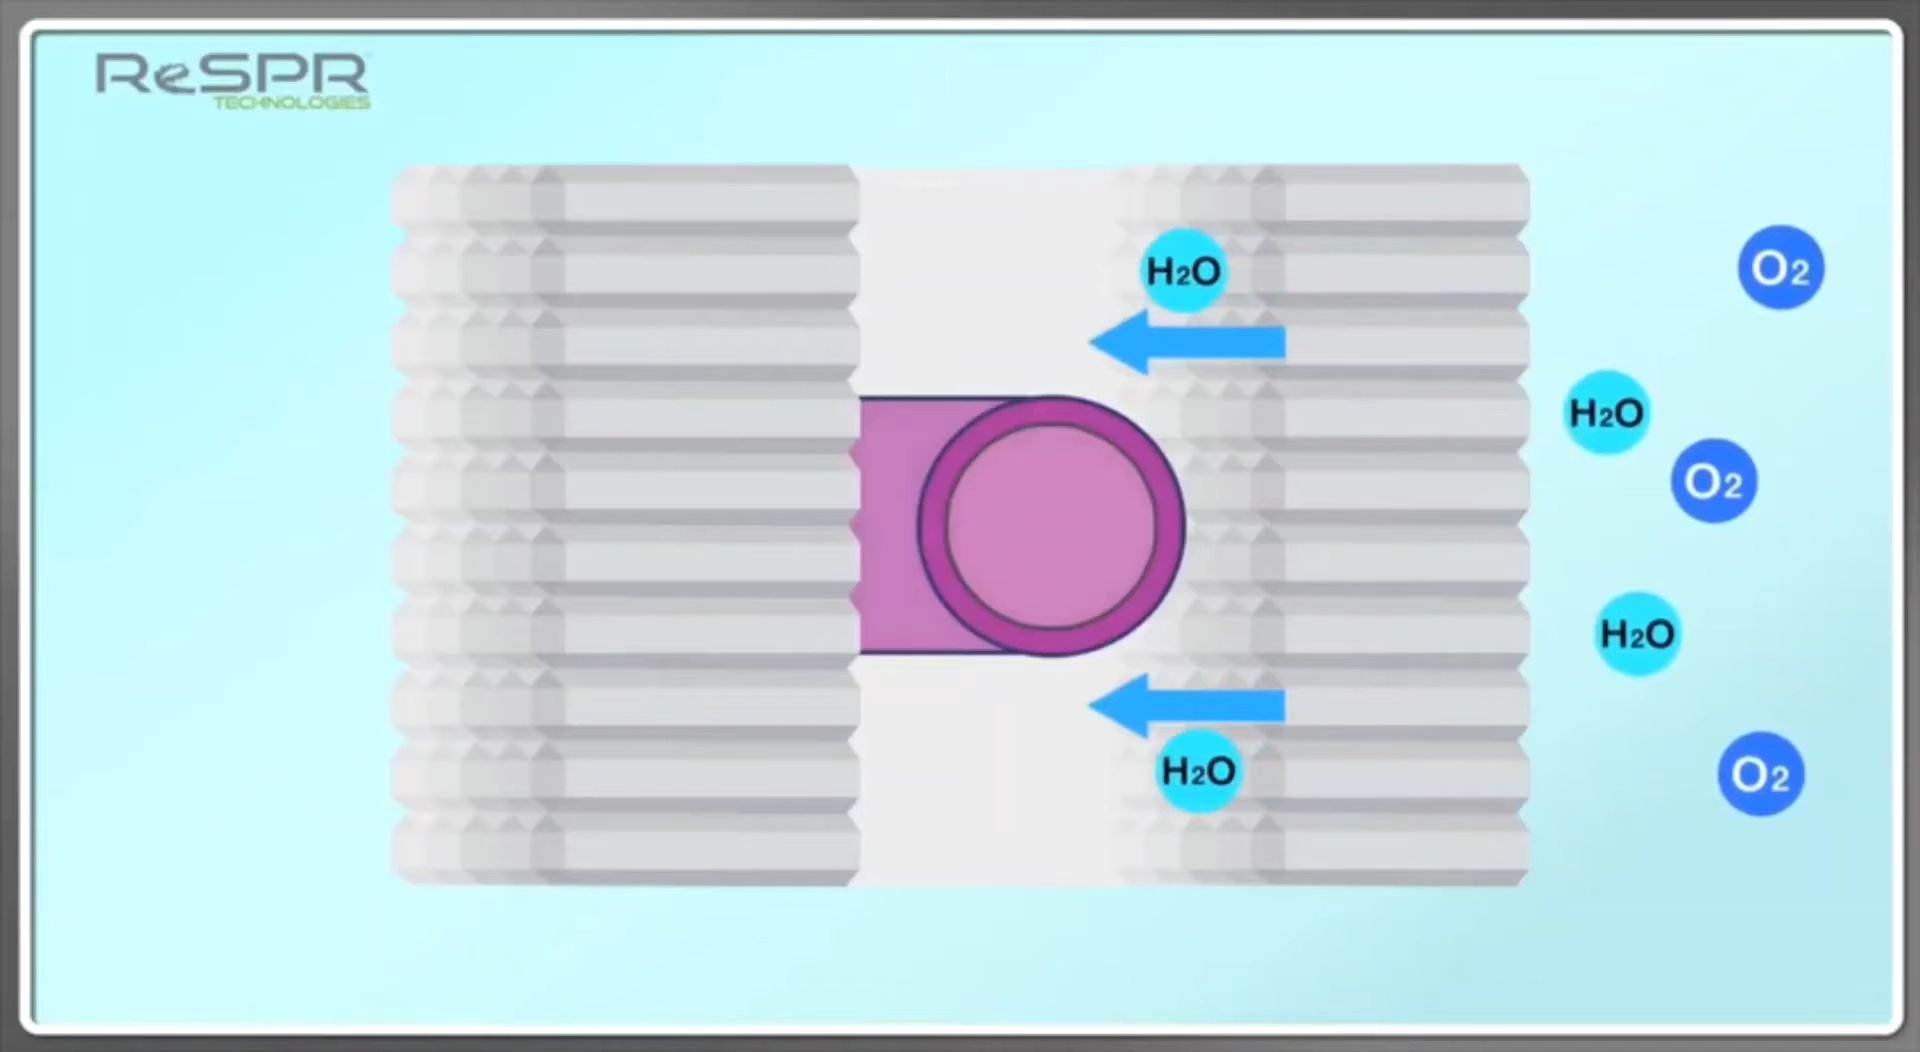 ReSPR
TECHNOLOGIES
H2O
O2
H2O
O2
H2O
H2O
O2